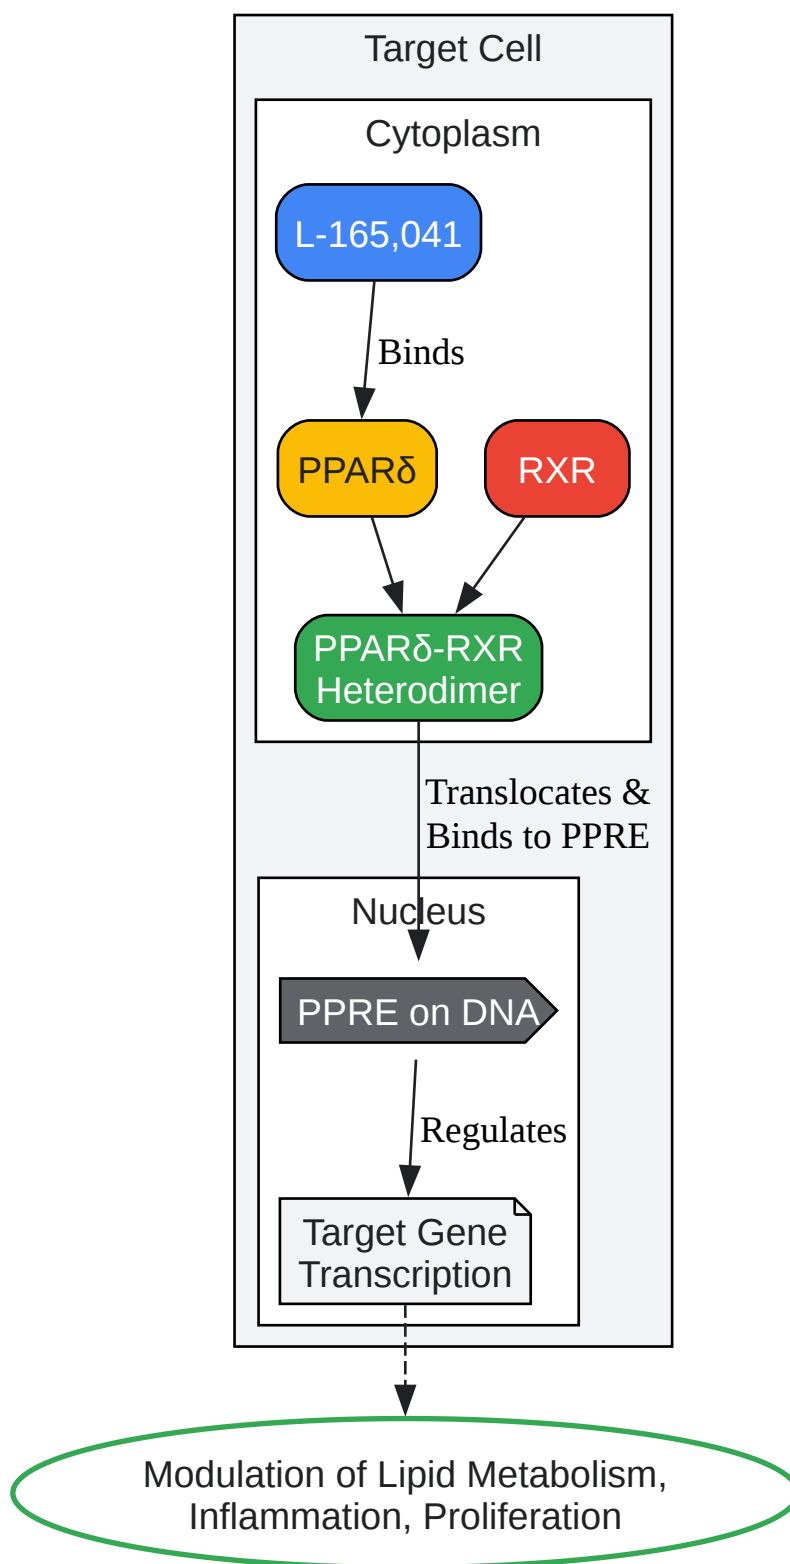 Target Cell
Cytoplasm
L-165,041
Binds
PPARδ
RXR
PPARδ-RXR
Heterodimer
Translocates &
Binds to PPRE
Nucleus
PPRE on DNA
Regulates
Target Gene
Transcription
Modulation of Lipid Metabolism,
Inflammation, Proliferation